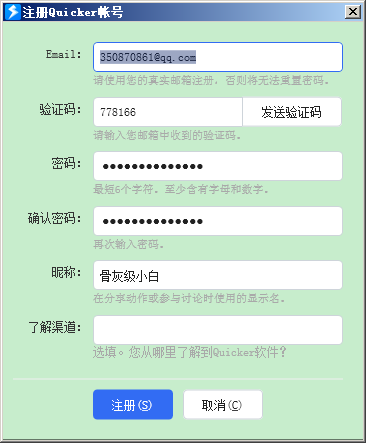 注册Quicker帐号
Email: 350870861@qq.com
请使用您的真实邮箱注册，否则将无法重置密码。
验证码: 778166 发送验证码
请输入您邮箱中收到的验证码。
密码: ●●●●●●●●●●●●●●
最短6个字符。至少含有字母和数字。
确认密码: ●●●●●●●●●●●●●●
再次输入密码。
昵称: 骨灰级小白
在分享动作或参与讨论时使用的显示名。
了解渠道:
选填。您从哪里了解到Quicker软件？
注册(S) 取消(C)